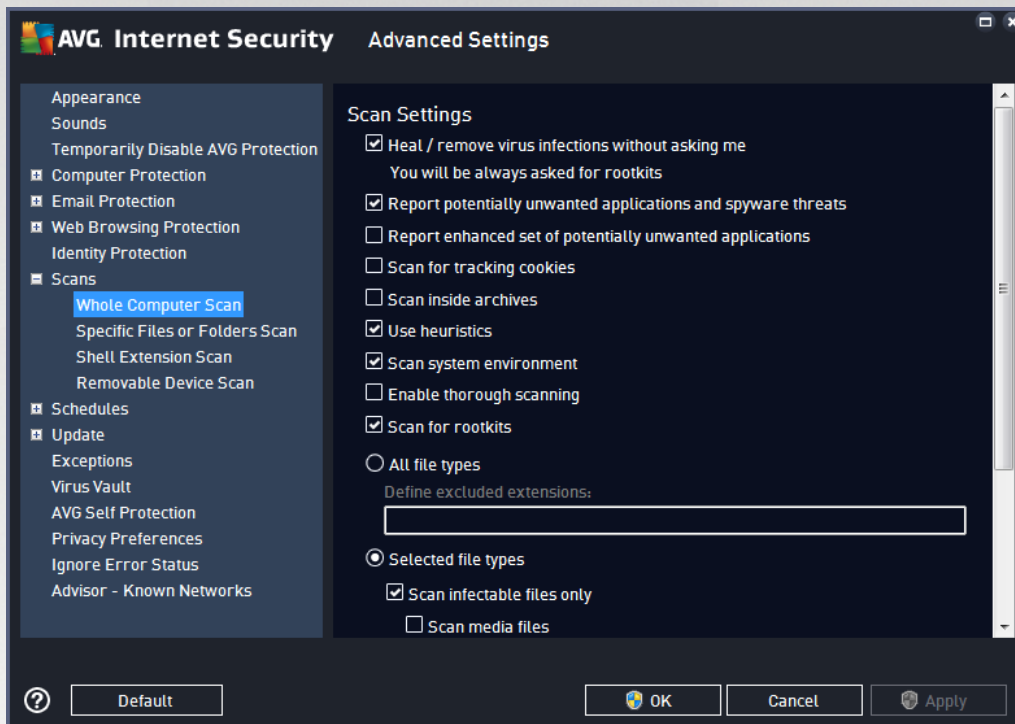 AVG. Internet Security Advanced Settings
Appearance
Sounds
Temporarily Disable AVG Protection
Computer Protection
Email Protection
Web Browsing Protection
Identity Protection
Scans
Whole Computer Scan
Specific Files or Folders Scan
Shell Extension Scan
Removable Device Scan
Schedules
Update
Exceptions
Virus Vault
AVG Self Protection
Privacy Preferences
Ignore Error Status
Advisor - Known Networks
Scan Settings
Heal / remove virus infections without asking me
You will be always asked for rootkits
Report potentially unwanted applications and spyware threats
Report enhanced set of potentially unwanted applications
Scan for tracking cookies
Scan inside archives
Use heuristics
Scan system environment
Enable thorough scanning
Scan for rootkits
All file types
Define excluded extensions:
Selected file types
Scan infectable files only
Scan media files
? Default OK Cancel Apply